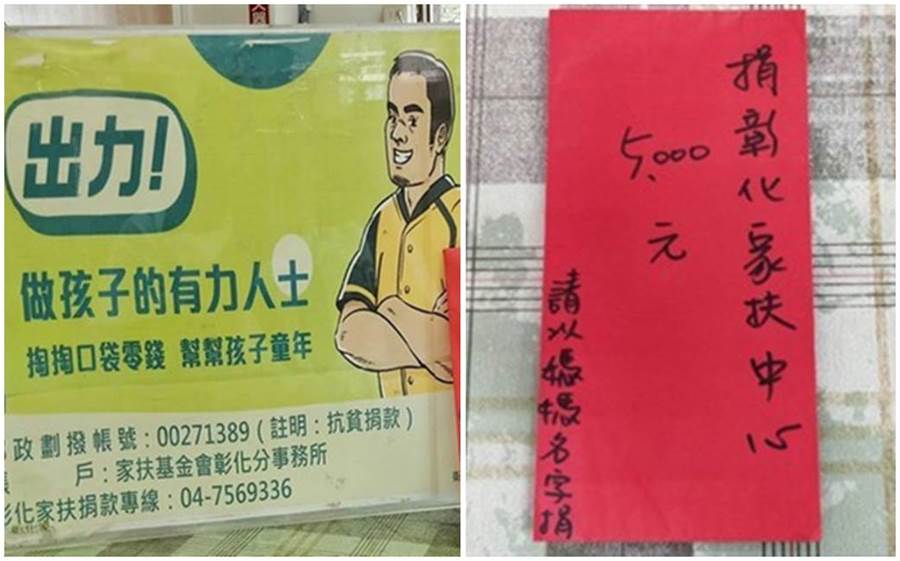 出力!
做孩子的有力人士
掏掏口袋零錢 幫幫孩子童年
政劃撥帳號：00271389（註明：抗貧捐款）
戶：家扶基金會彰化分事務所
彰化家扶捐款專線：04-7569336
捐彰化家扶中心
5,000元
請以媽媽名字捐